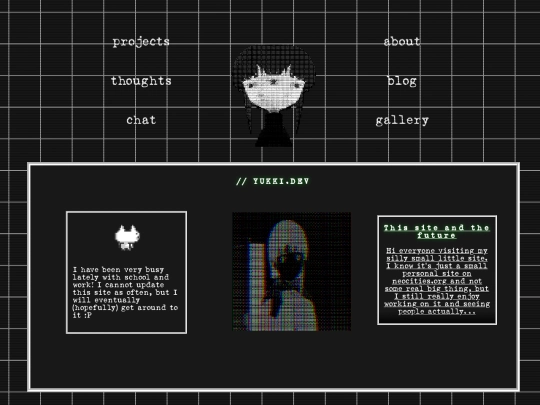 projects
about
thoughts
blog
chat
gallery
// YUKKI.DEV
I have been very busy
lately with school and
work! I cannot update
this site as often, but I
will eventually
(hopefully) get around to
it :P
This site and the
future
Hi everyone visiting my
silly small little site.
I know it's just a small
personal site on
neocities.org and not
some real big thing, but
I still really enjoy
working on it and seeing
people actually...